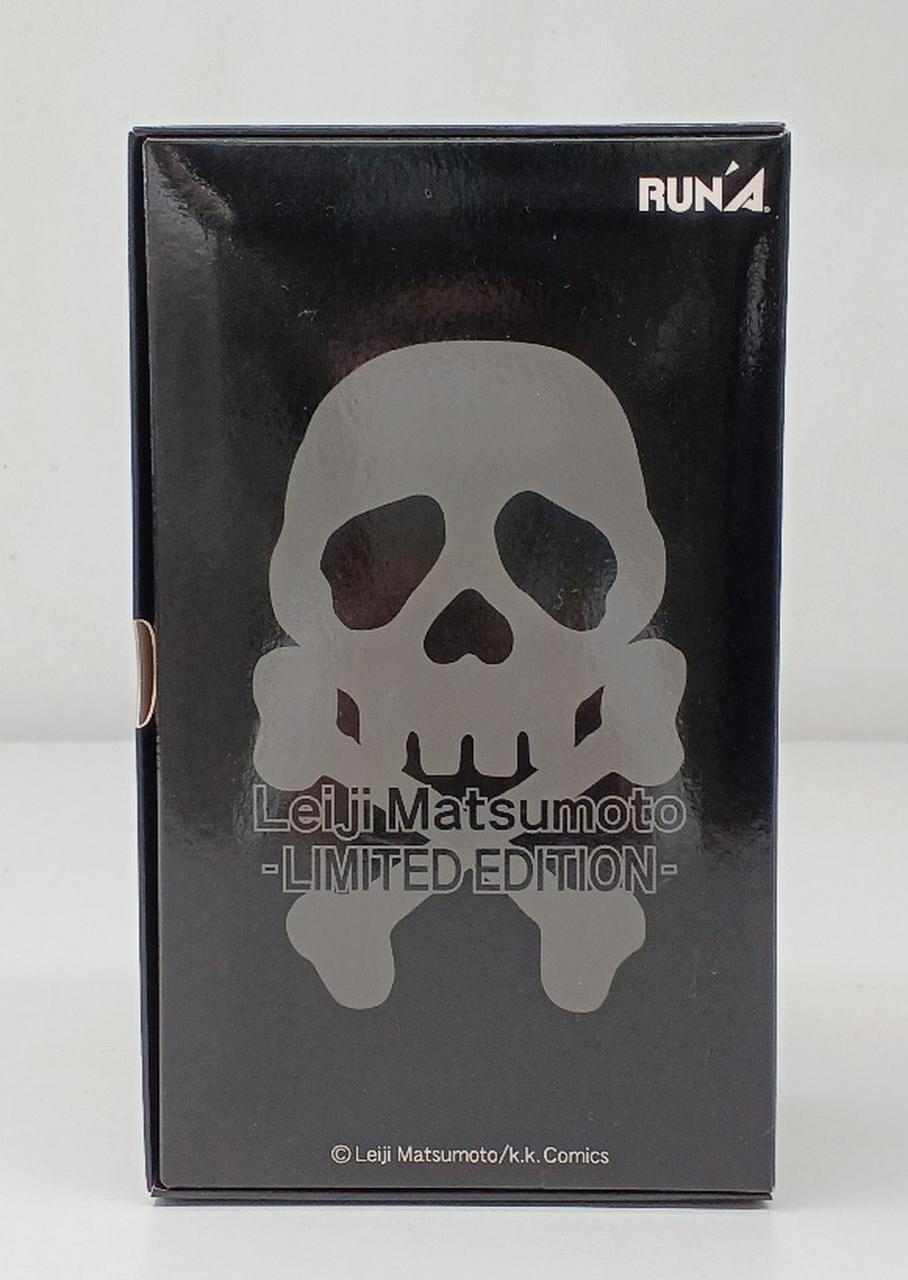 RUN'A®
Leiji Matsumoto
-LIMITED EDITION-
© Leiji Matsumoto/k.k. Comics